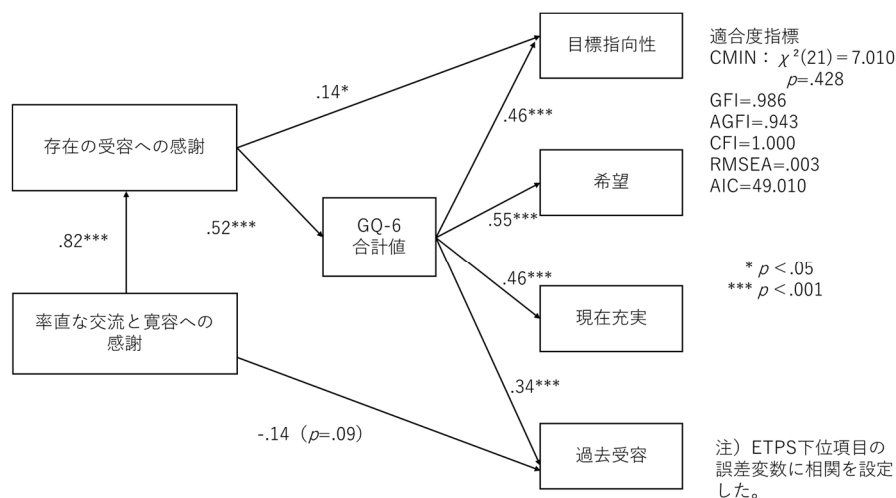 目標指向性
適合度指標
CMIN： χ²(21)＝7.010
p=.428
GFI=.986
AGFI=.943
CFI=1.000
RMSEA=.003
AIC=49.010
.14*
.46***
存在の受容への感謝
希望
.52***
GQ-6
合計値
.55***
.82***
.46***
* p＜.05
*** p＜.001
率直な交流と寛容への
感謝
現在充実
.34***
-.14（p=.09）
過去受容
注）ETPS下位項目の
誤差変数に相関を設定
した。